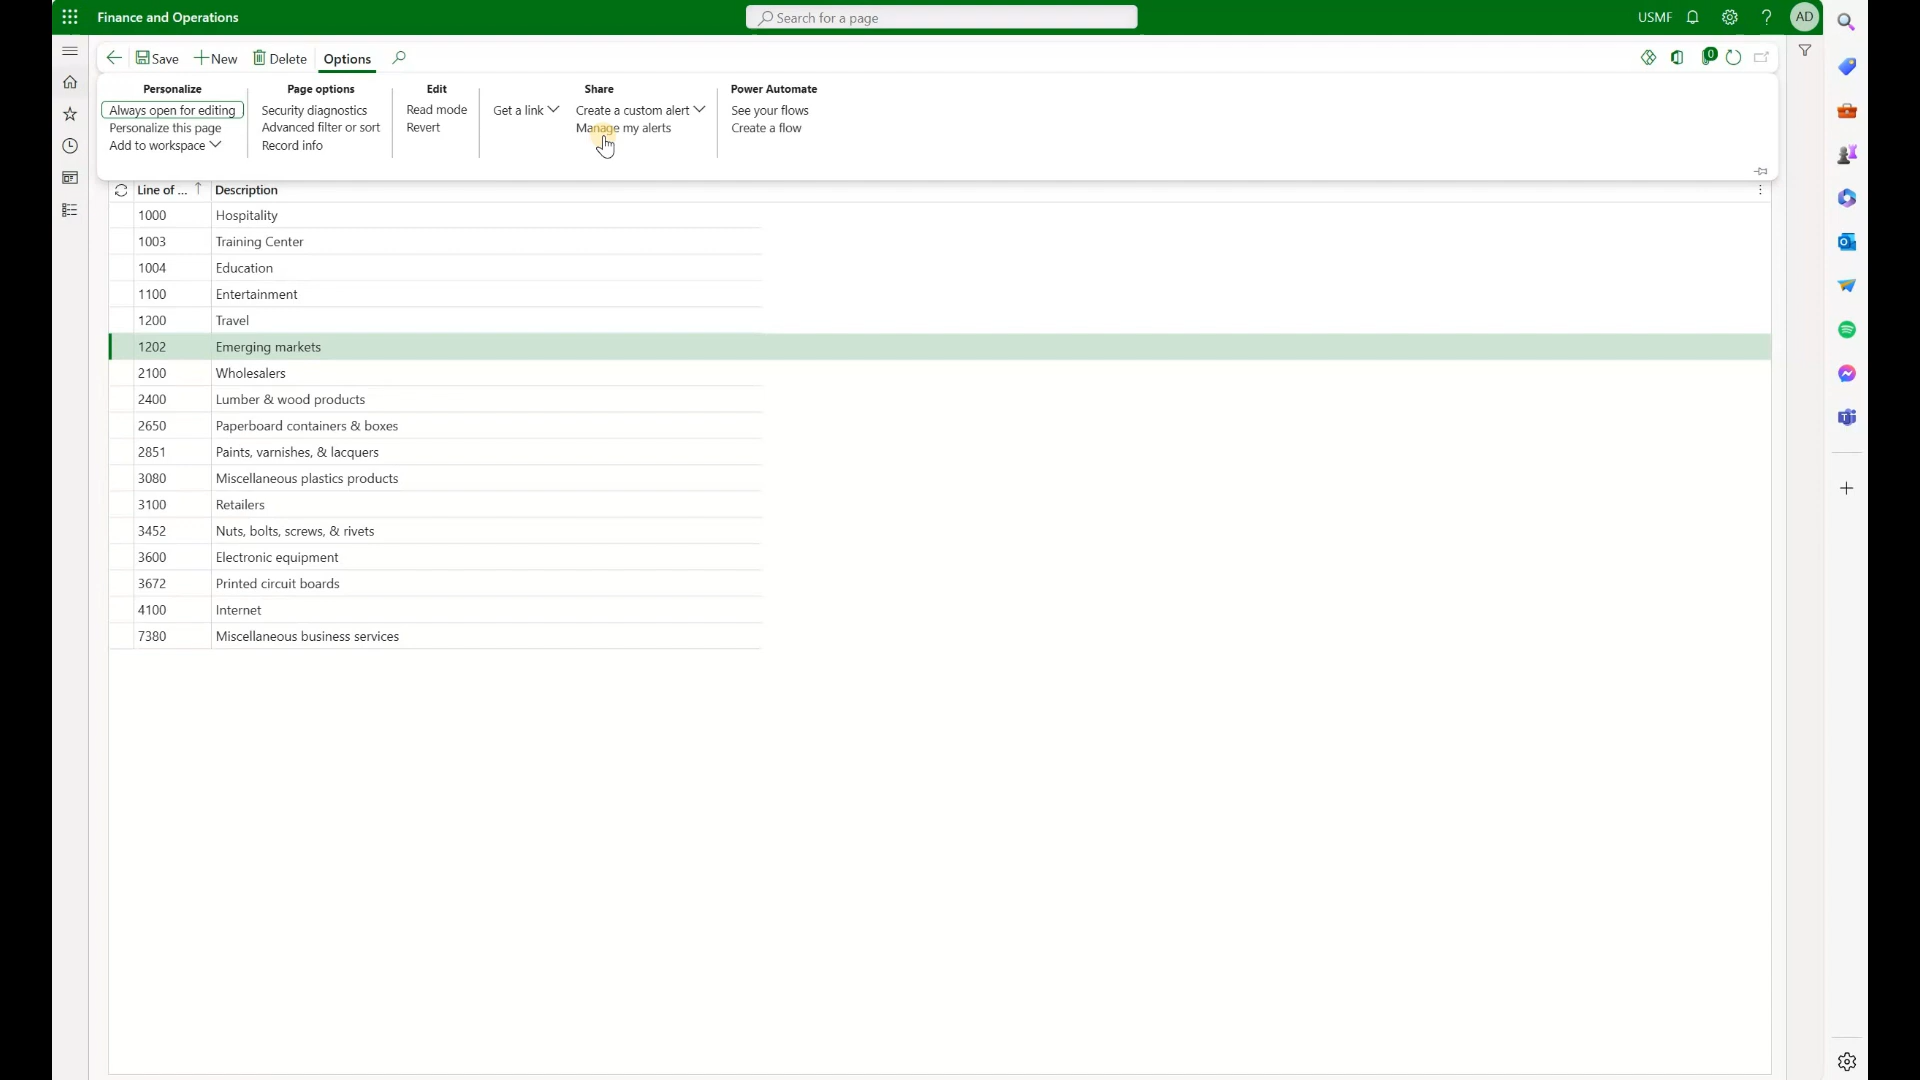 Finance and Operations
Search for a page
USMF
AD
Save
New
Delete
Options
0
Personalize
Always open for editing
Personalize this page
Add to workspace
Page options
Security diagnostics
Advanced filter or sort
Record info
Edit
Read mode
Revert
Share
Get a link
Create a custom alert
Manage my alerts
Power Automate
See your flows
Create a flow
Line of ... Description
1000 Hospitality
1003 Training Center
1004 Education
1100 Entertainment
1200 Travel
1202 Emerging markets
2100 Wholesalers
2400 Lumber & wood products
2650 Paperboard containers & boxes
2851 Paints, varnishes, & lacquers
3080 Miscellaneous plastics products
3100 Retailers
3452 Nuts, bolts, screws, & rivets
3600 Electronic equipment
3672 Printed circuit boards
4100 Internet
7380 Miscellaneous business services